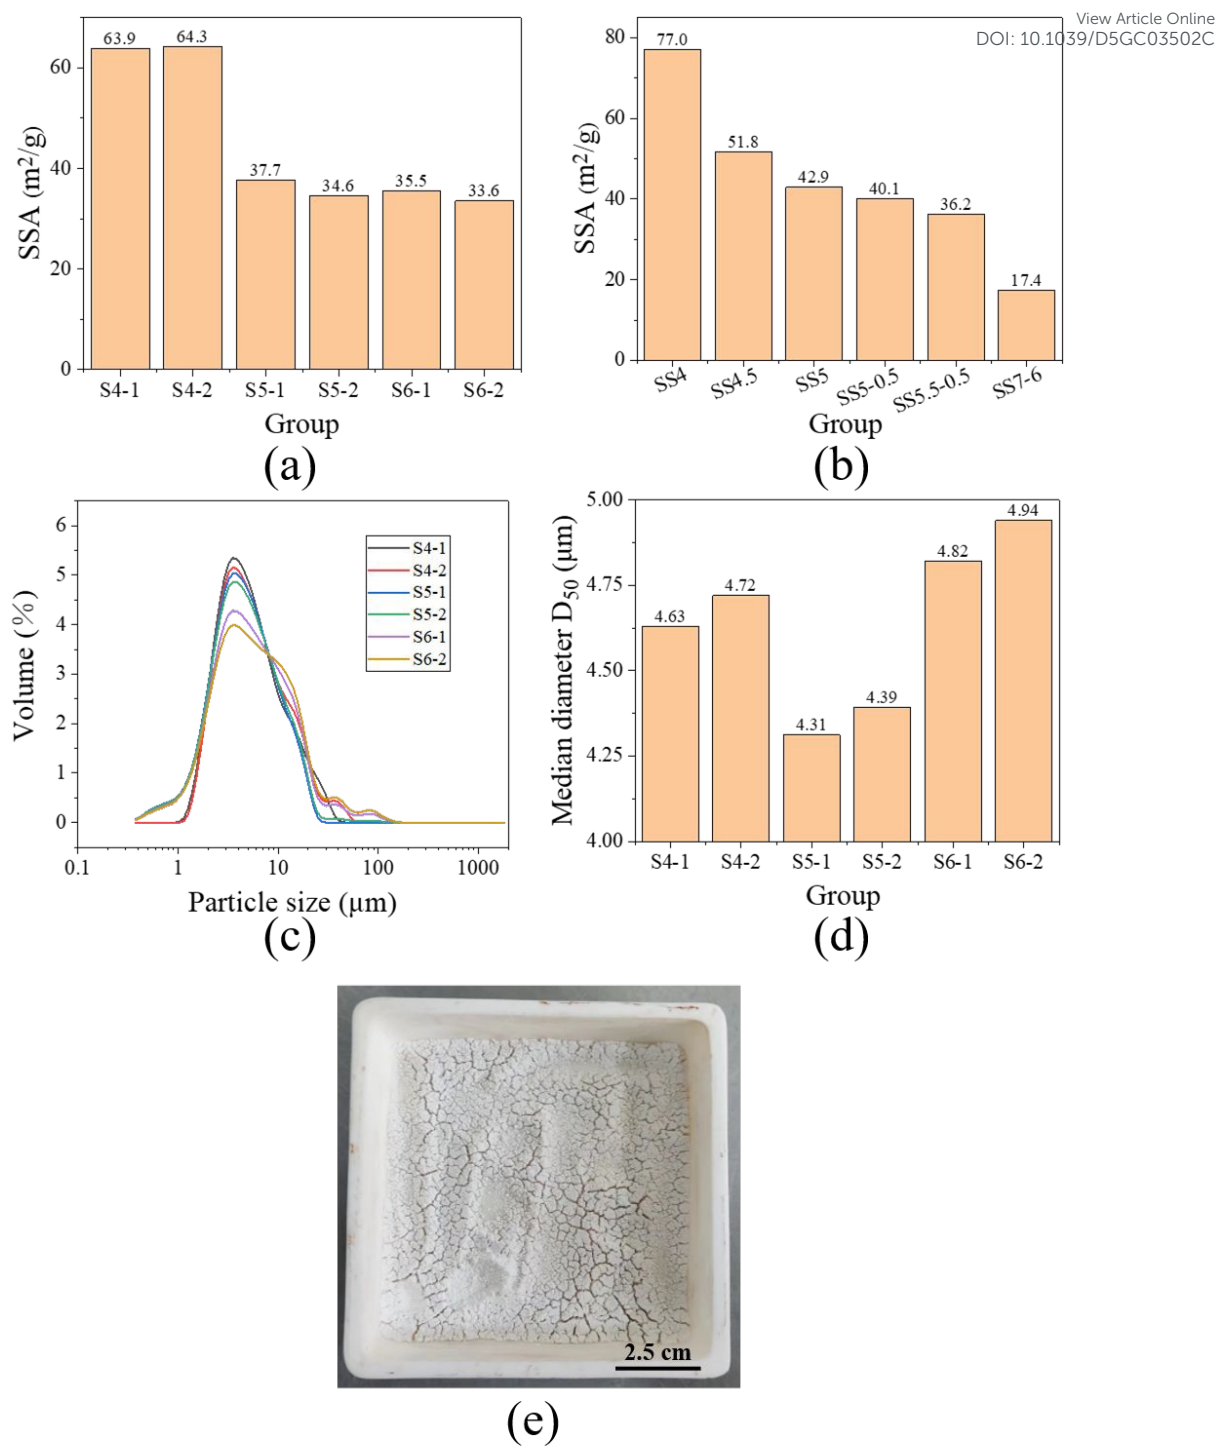 View Article Online
DOI: 10.1039/D5GC03502C
SSA (m²/g)
60
40
20
0
63.9
64.3
37.7
34.6
35.5
33.6
S4-1
S4-2
S5-1
S5-2
S6-1
S6-2
Group
(a)
SSA (m²/g)
80
60
40
20
0
77.0
51.8
42.9
40.1
36.2
17.4
SS4
SS4.5
SS5
SS5-0.5
SS5.5-0.5
SS7-6
Group
(b)
Volume (%)
6
5
4
3
2
1
0
S4-1
S4-2
S5-1
S5-2
S6-1
S6-2
0.1
1
10
100
1000
Particle size (μm)
(c)
Median diameter D₅₀ (μm)
5.00
4.75
4.50
4.25
4.00
4.63
4.72
4.31
4.39
4.82
4.94
S4-1
S4-2
S5-1
S5-2
S6-1
S6-2
Group
(d)
2.5 cm
(e)